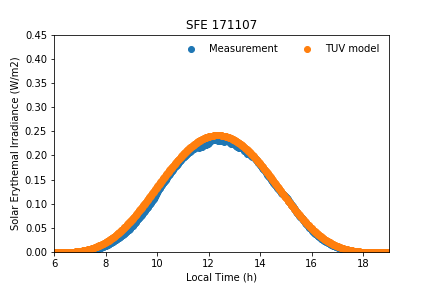 SFE 171107
Measurement
TUV model
Solar Erythemal Irradiance (W/m2)
0.45
0.40
0.35
0.30
0.25
0.20
0.15
0.10
0.05
0.00
6 8 10 12 14 16 18
Local Time (h)